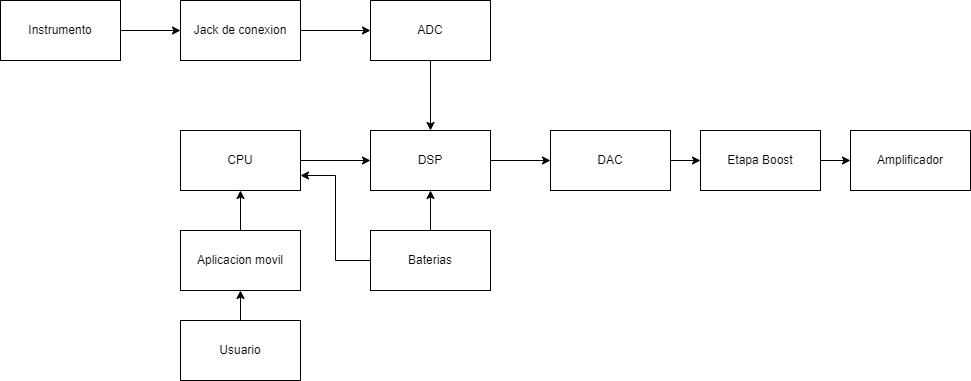 Instrumento
Jack de conexion
ADC
CPU
DSP
DAC
Etapa Boost
Amplificador
Aplicacion movil
Baterias
Usuario